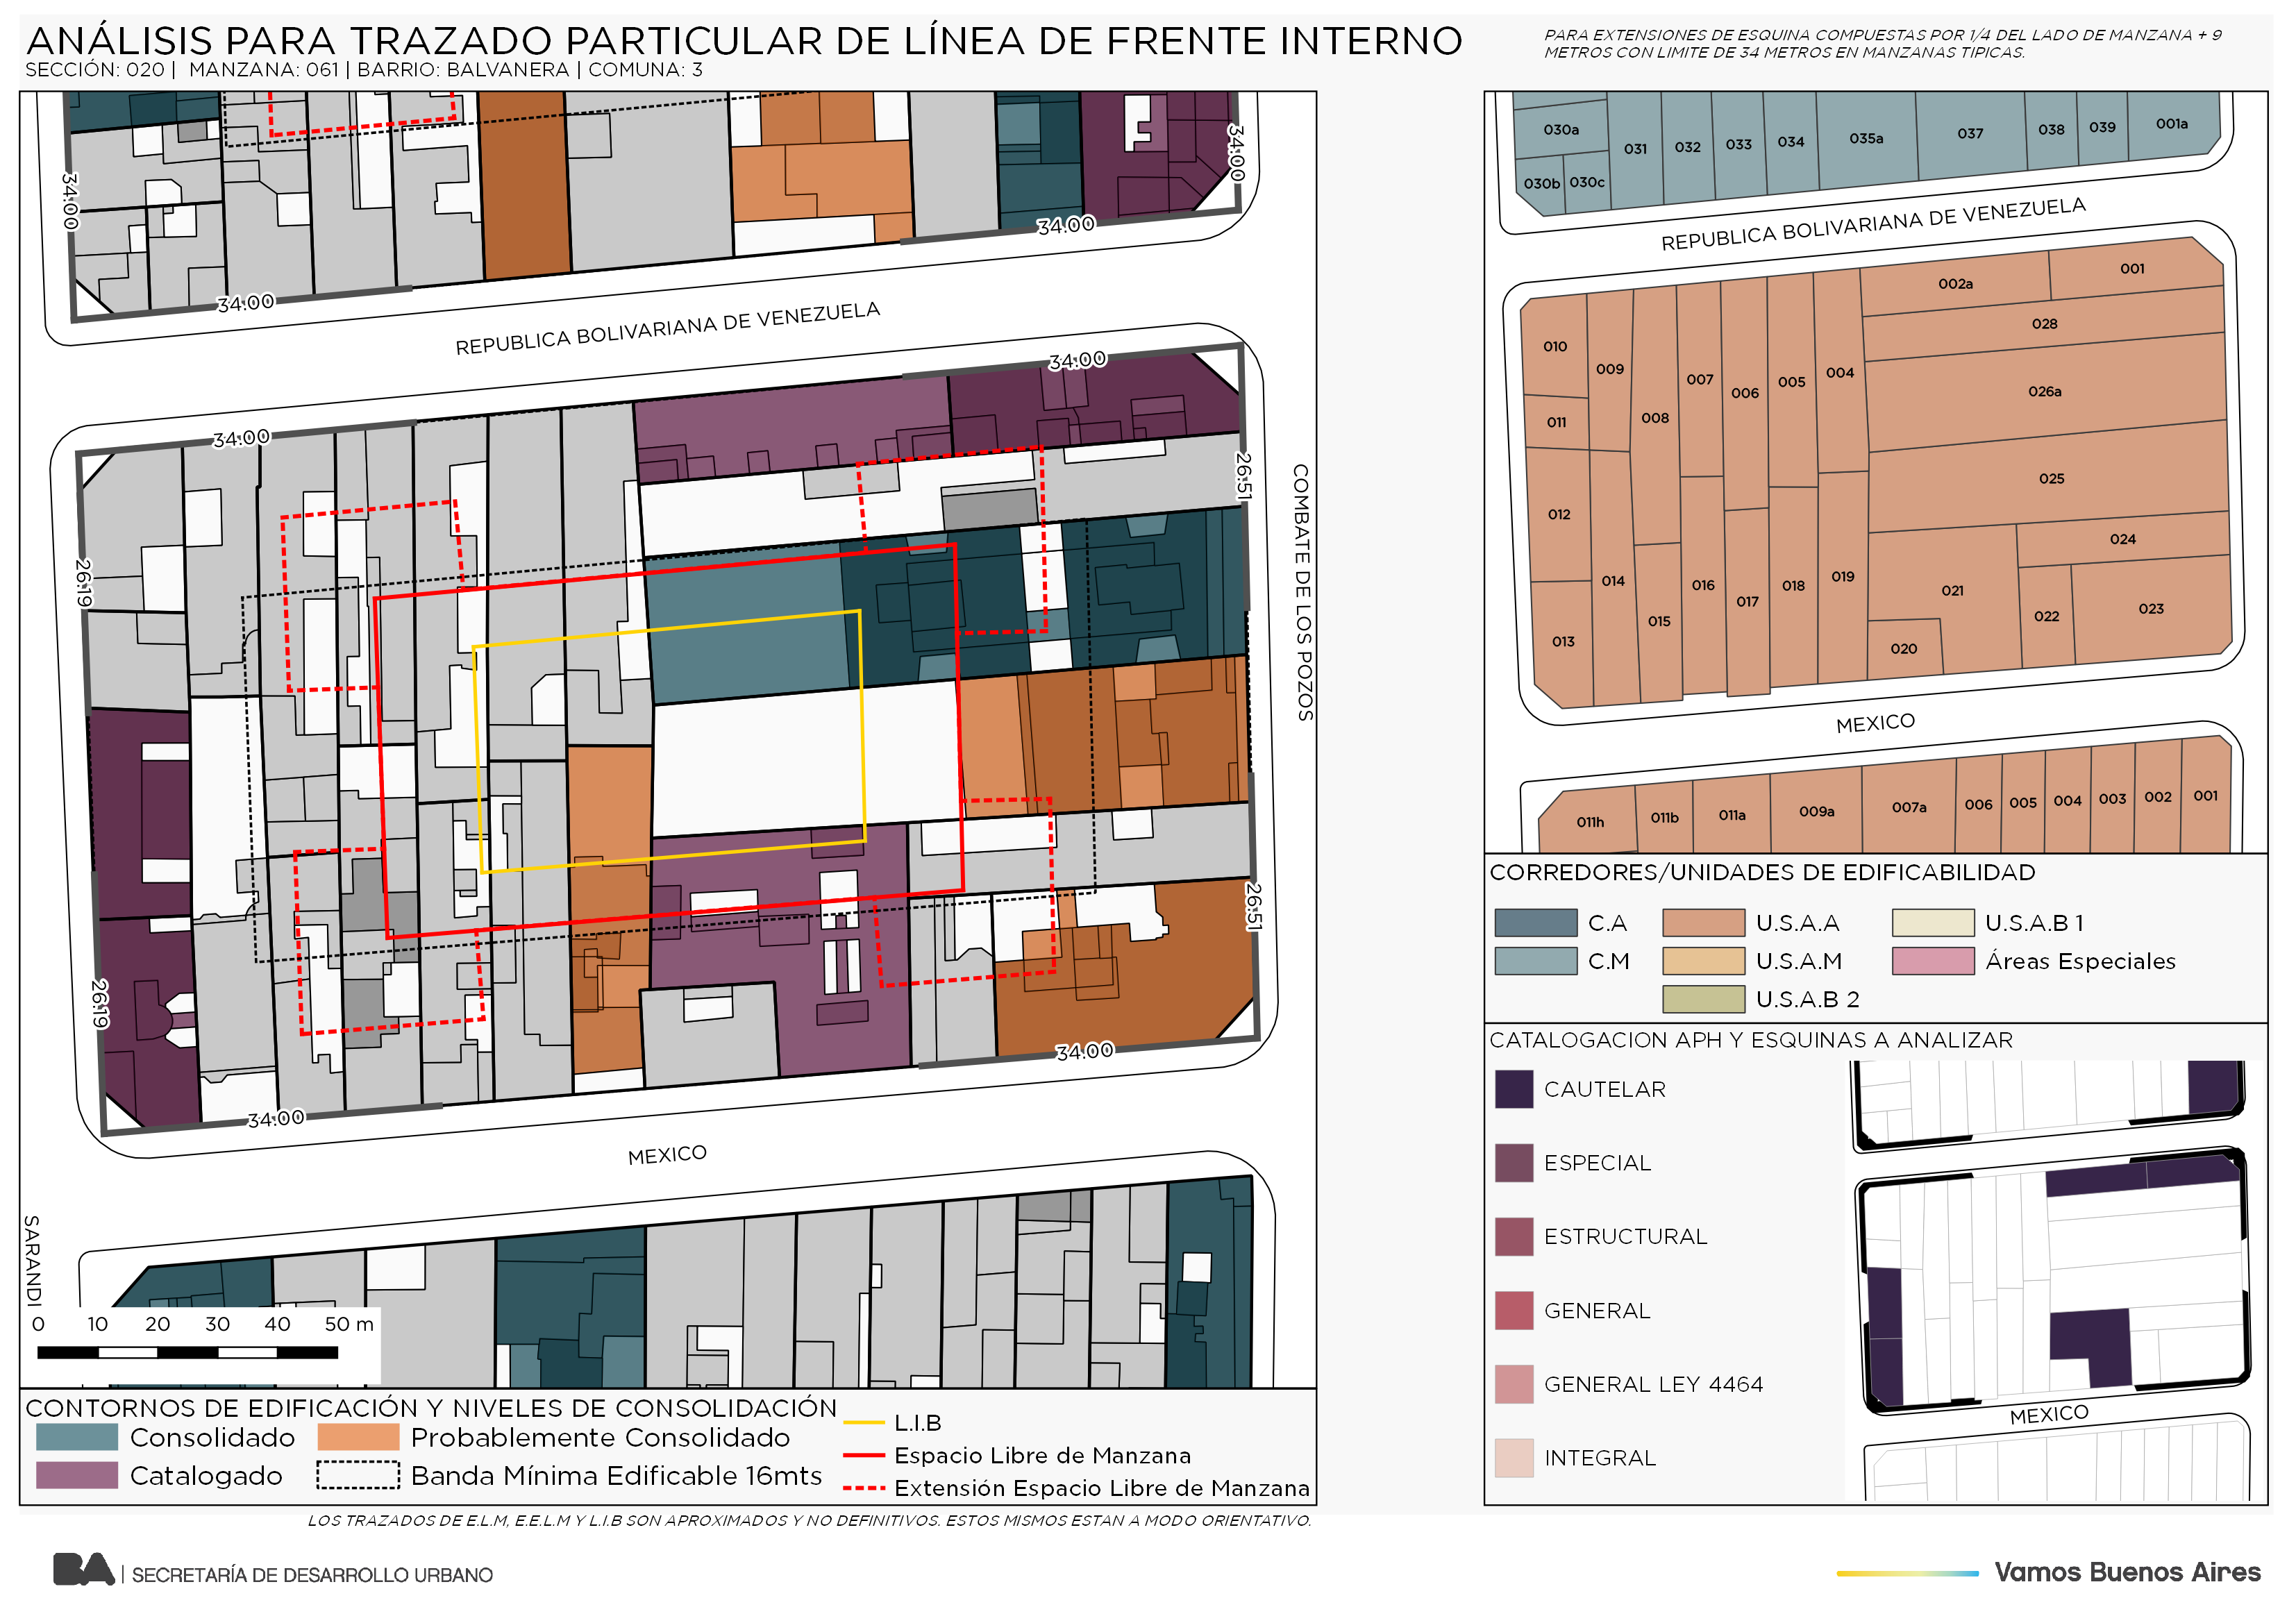 ANÁLISIS PARA TRAZADO PARTICULAR DE LÍNEA DE FRENTE INTERNO
SECCIÓN: 020 | MANZANA: 061 | BARRIO: BALVANERA | COMUNA: 3
PARA EXTENSIONES DE ESQUINA COMPUESTAS POR 1/4 DEL LADO DE MANZANA + 9
METROS CON LIMITE DE 34 METROS EN MANZANAS TIPICAS.
34.00
34.00
34.00
34.00
REPUBLICA BOLIVARIANA DE VENEZUELA
34.00
34.00
26.51
26.19
COMBATE DE LOS POZOS
26.51
26.19
34.00
34.00
MEXICO
SARANDI
0 10 20 30 40 50 m
CONTORNOS DE EDIFICACIÓN Y NIVELES DE CONSOLIDACIÓN
Consolidado
Probablemente Consolidado
Catalogado
Banda Mínima Edificable 16mts
L.I.B
Espacio Libre de Manzana
Extensión Espacio Libre de Manzana
LOS TRAZADOS DE E.L.M, E.E.L.M Y L.I.B SON APROXIMADOS Y NO DEFINITIVOS. ESTOS MISMOS ESTAN A MODO ORIENTATIVO.
030a
030b
030c
031
032
033
034
035a
037
038
039
001a
REPUBLICA BOLIVARIANA DE VENEZUELA
002a
001
028
026a
025
024
023
022
021
020
010
009
008
007
006
005
004
011
012
013
014
015
016
017
018
019
MEXICO
011h
011b
011a
009a
007a
006
005
004
003
002
001
CORREDORES/UNIDADES DE EDIFICABILIDAD
C.A
U.S.A.A
U.S.A.B 1
C.M
U.S.A.M
Áreas Especiales
U.S.A.B 2
CATALOGACION APH Y ESQUINAS A ANALIZAR
CAUTELAR
ESPECIAL
ESTRUCTURAL
GENERAL
GENERAL LEY 4464
INTEGRAL
MEXICO
BA | SECRETARÍA DE DESARROLLO URBANO
Vamos Buenos Aires